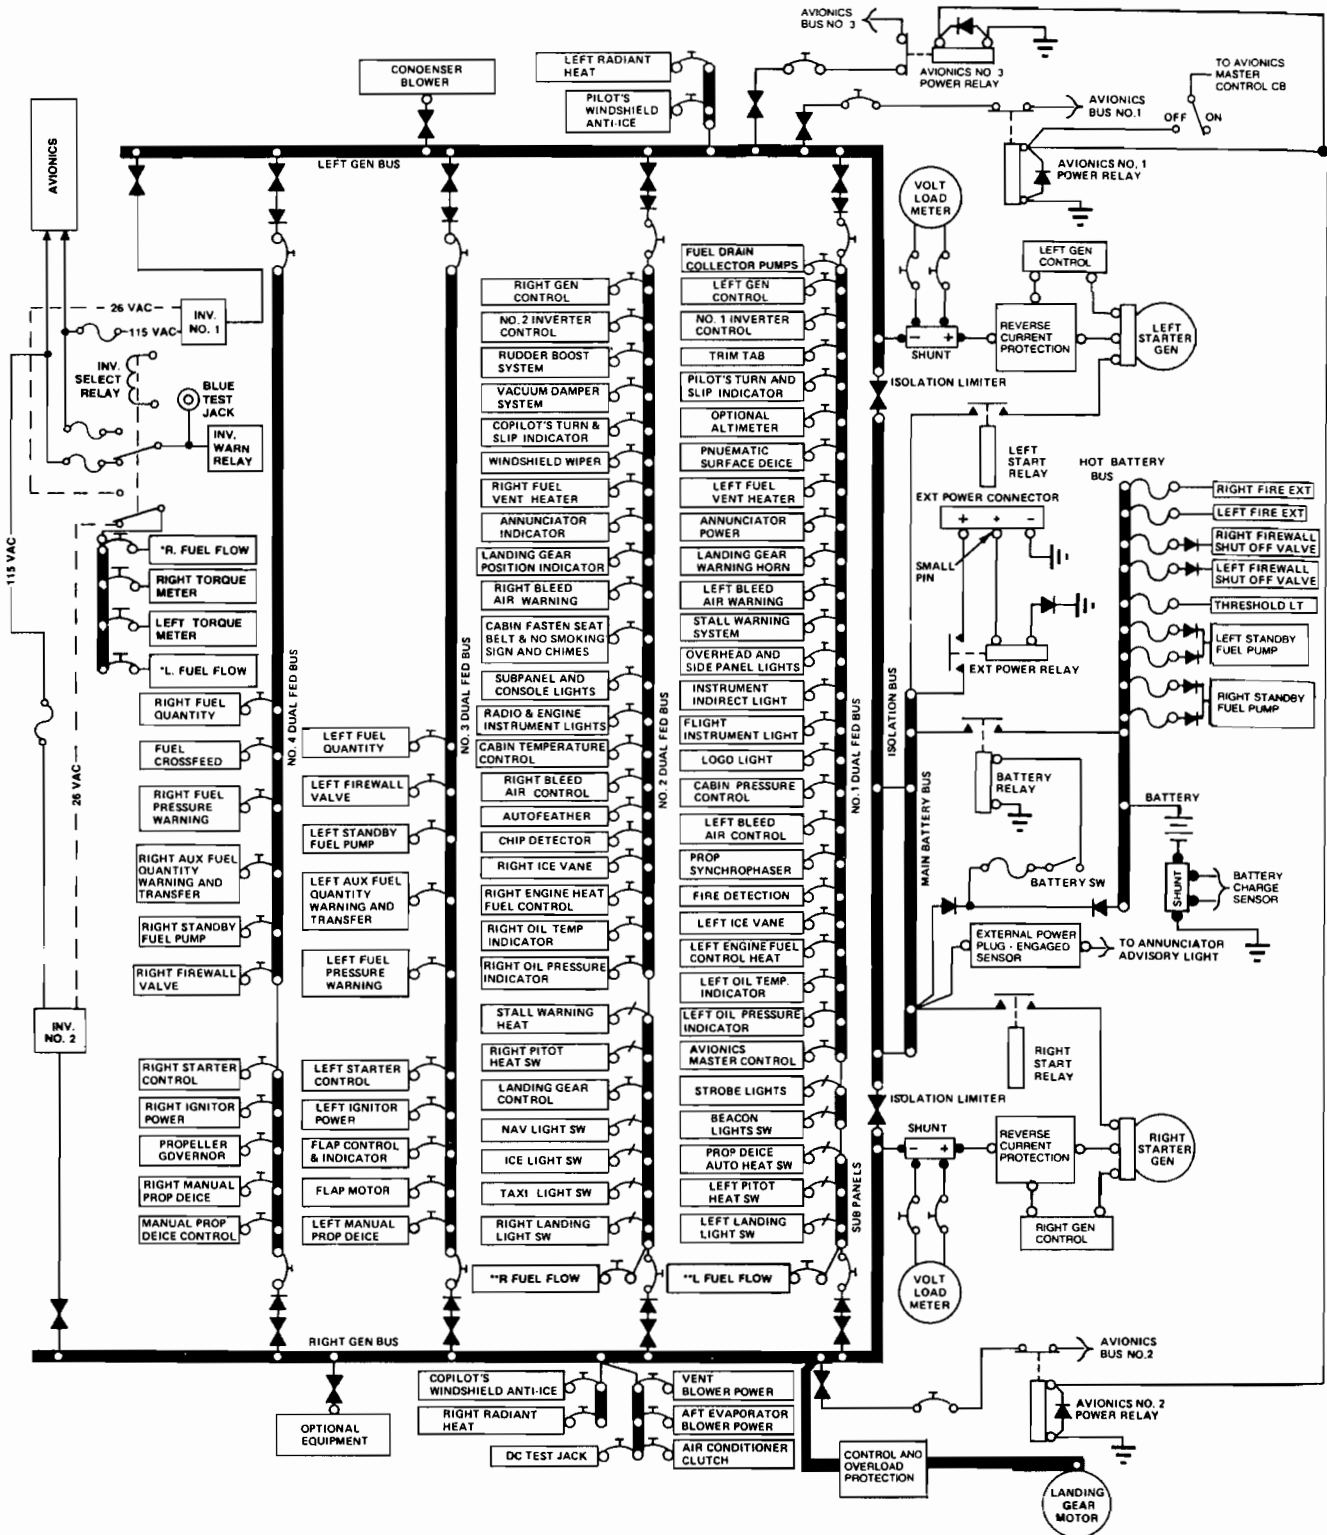 AVIONICS
BUS NO. 3
AVIONICS NO. 3
POWER RELAY
TO AVIONICS
MASTER
CONTROL CB
OFF
ON
AVIONICS
BUS NO.1
AVIONICS NO. 1
POWER RELAY
LEFT RADIANT
HEAT
PILOT'S
WINDSHIELD
ANTI-ICE
CONDENSER
BLOWER
AVIONICS
LEFT GEN BUS
VOLT
LOAD
METER
LEFT GEN
CONTROL
REVERSE
CURRENT
PROTECTION
LEFT
STARTER
GEN
SHUNT
- +
ISOLATION LIMITER
26 VAC
115 VAC
INV.
NO. 1
INV.
SELECT
RELAY
BLUE
TEST
JACK
INV.
WARN
RELAY
115 VAC
26 VAC
*R. FUEL FLOW
RIGHT TORQUE
METER
LEFT TORQUE
METER
*L. FUEL FLOW
INV.
NO. 2
NO. 4 DUAL FED BUS
RIGHT FUEL
QUANTITY
FUEL
CROSSFEED
RIGHT FUEL
PRESSURE
WARNING
RIGHT AUX FUEL
QUANTITY
WARNING AND
TRANSFER
RIGHT STANDBY
FUEL PUMP
RIGHT FIREWALL
VALVE
RIGHT STARTER
CONTROL
RIGHT IGNITOR
POWER
PROPELLER
GOVERNOR
RIGHT MANUAL
PROP DEICE
MANUAL PROP
DEICE CONTROL
NO. 3 DUAL FED BUS
LEFT FUEL
QUANTITY
LEFT FIREWALL
VALVE
LEFT STANDBY
FUEL PUMP
LEFT AUX FUEL
QUANTITY
WARNING AND
TRANSFER
LEFT FUEL
PRESSURE
WARNING
LEFT STARTER
CONTROL
LEFT IGNITOR
POWER
FLAP CONTROL
& INDICATOR
FLAP MOTOR
LEFT MANUAL
PROP DEICE
NO. 2 DUAL FED BUS
RIGHT GEN
CONTROL
NO. 2 INVERTER
CONTROL
RUDDER BOOST
SYSTEM
VACUUM DAMPER
SYSTEM
COPILOT'S TURN &
SLIP INDICATOR
WINDSHIELD WIPER
RIGHT FUEL
VENT HEATER
ANNUNCIATOR
INDICATOR
LANDING GEAR
POSITION INDICATOR
RIGHT BLEED
AIR WARNING
CABIN FASTEN SEAT
BELT & NO SMOKING
SIGN AND CHIMES
SUBPANEL AND
CONSOLE LIGHTS
RADIO & ENGINE
INSTRUMENT LIGHTS
CABIN TEMPERATURE
CONTROL
RIGHT BLEED
AIR CONTROL
AUTOFEATHER
CHIP DETECTOR
RIGHT ICE VANE
RIGHT ENGINE HEAT
FUEL CONTROL
RIGHT OIL TEMP
INDICATOR
RIGHT OIL PRESSURE
INDICATOR
STALL WARNING
HEAT
RIGHT PITOT
HEAT SW
LANDING GEAR
CONTROL
NAV LIGHT SW
ICE LIGHT SW
TAXI LIGHT SW
RIGHT LANDING
LIGHT SW
**R FUEL FLOW
NO. 1 DUAL FED BUS
FUEL DRAIN
COLLECTOR PUMPS
LEFT GEN
CONTROL
NO. 1 INVERTER
CONTROL
TRIM TAB
PILOT'S TURN AND
SLIP INDICATOR
OPTIONAL
ALTIMETER
PNUEMATIC
SURFACE DEICE
LEFT FUEL
VENT HEATER
ANNUNCIATOR
POWER
LANDING GEAR
WARNING HORN
LEFT BLEED
AIR WARNING
STALL WARNING
SYSTEM
OVERHEAD AND
SIDE PANEL LIGHTS
INSTRUMENT
INDIRECT LIGHT
FLIGHT
INSTRUMENT LIGHT
LOGO LIGHT
CABIN PRESSURE
CONTROL
LEFT BLEED
AIR CONTROL
PROP
SYNCHROPHASER
FIRE DETECTION
LEFT ICE VANE
LEFT ENGINE FUEL
CONTROL HEAT
LEFT OIL TEMP.
INDICATOR
LEFT OIL PRESSURE
INDICATOR
AVIONICS
MASTER CONTROL
STROBE LIGHTS
BEACON
LIGHTS SW
PROP DEICE
AUTO HEAT SW
LEFT PITOT
HEAT SW
LEFT LANDING
LIGHT SW
**L FUEL FLOW
SUB PANELS
ISOLATION BUS
MAIN BATTERY BUS
LEFT
START
RELAY
EXT POWER CONNECTOR
+ + -
SMALL
PIN
EXT POWER RELAY
HOT BATTERY
BUS
RIGHT FIRE EXT
LEFT FIRE EXT
RIGHT FIREWALL
SHUT OFF VALVE
LEFT FIREWALL
SHUT OFF VALVE
THRESHOLD LT
LEFT STANDBY
FUEL PUMP
RIGHT STANDBY
FUEL PUMP
BATTERY
RELAY
BATTERY
BATTERY SW
SHUNT
BATTERY
CHARGE
SENSOR
EXTERNAL POWER
PLUG - ENGAGED
SENSOR
TO ANNUNCIATOR
ADVISORY LIGHT
RIGHT
START
RELAY
ISOLATION LIMITER
SHUNT
- +
REVERSE
CURRENT
PROTECTION
RIGHT
STARTER
GEN
RIGHT GEN
CONTROL
VOLT
LOAD
METER
RIGHT GEN BUS
OPTIONAL
EQUIPMENT
COPILOT'S
WINDSHIELD ANTI-ICE
RIGHT RADIANT
HEAT
DC TEST JACK
VENT
BLOWER POWER
AFT EVAPORATOR
BLOWER POWER
AIR CONDITIONER
CLUTCH
AVIONICS
BUS NO.2
AVIONICS NO. 2
POWER RELAY
CONTROL AND
OVERLOAD
PROTECTION
LANDING
GEAR
MOTOR